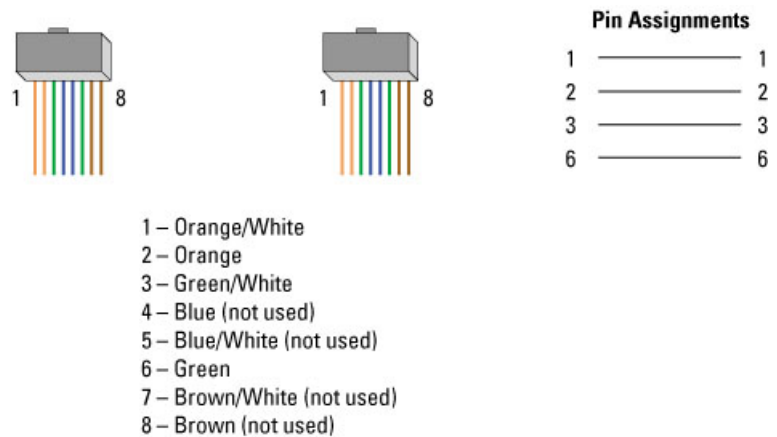 Pin Assignments
1 8
1 8
1 1
2 2
3 3
6 6
1 – Orange/White
2 – Orange
3 – Green/White
4 – Blue (not used)
5 – Blue/White (not used)
6 – Green
7 – Brown/White (not used)
8 – Brown (not used)